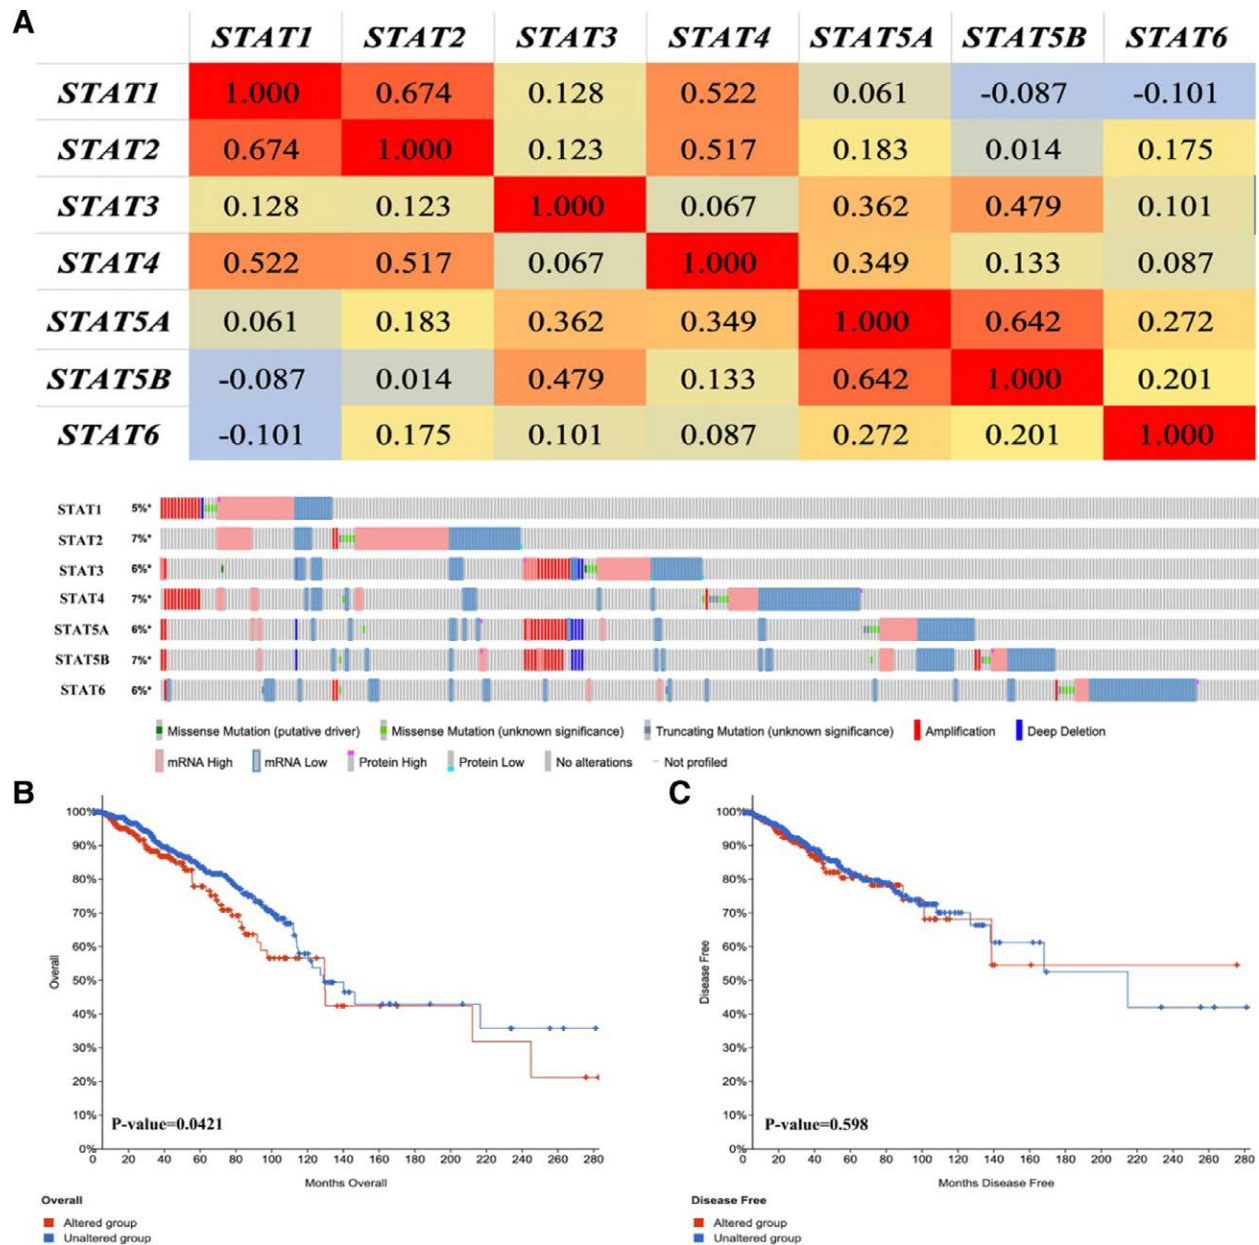 A
STAT1 STAT2 STAT3 STAT4 STAT5A STAT5B STAT6
STAT1 1.000 0.674 0.128 0.522 0.061 -0.087 -0.101
STAT2 0.674 1.000 0.123 0.517 0.183 0.014 0.175
STAT3 0.128 0.123 1.000 0.067 0.362 0.479 0.101
STAT4 0.522 0.517 0.067 1.000 0.349 0.133 0.087
STAT5A 0.061 0.183 0.362 0.349 1.000 0.642 0.272
STAT5B -0.087 0.014 0.479 0.133 0.642 1.000 0.201
STAT6 -0.101 0.175 0.101 0.087 0.272 0.201 1.000
STAT1 5%*
STAT2 7%*
STAT3 6%*
STAT4 7%*
STAT5A 6%*
STAT5B 7%*
STAT6 6%*
Missense Mutation (putative driver) Missense Mutation (unknown significance) Truncating Mutation (unknown significance) Amplification Deep Deletion
mRNA High mRNA Low Protein High Protein Low No alterations Not profiled
B
100%
90%
80%
70%
60%
50%
40%
30%
20%
10%
0%
Overall
P-value=0.0421
0 20 40 60 80 100 120 140 160 180 200 220 240 260 280
Months Overall
Overall
Altered group
Unaltered group
C
100%
90%
80%
70%
60%
50%
40%
30%
20%
10%
0%
Disease Free
P-value=0.598
0 20 40 60 80 100 120 140 160 180 200 220 240 260 280
Months Disease Free
Disease Free
Altered group
Unaltered group